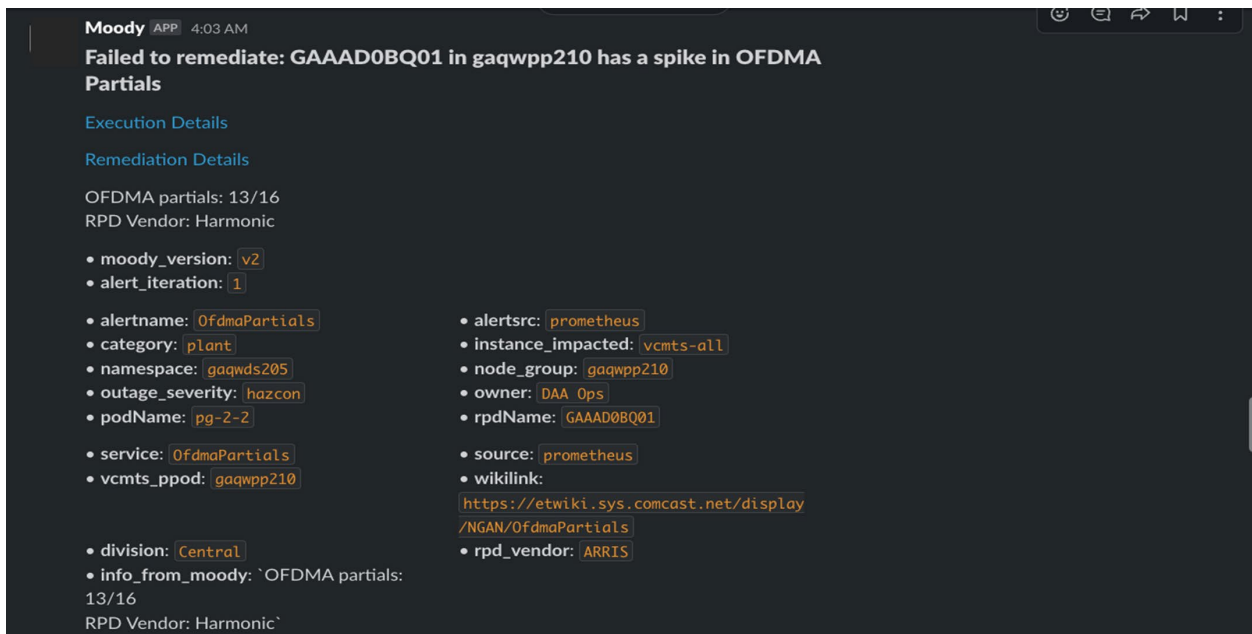 Moody APP 4:03 AM
Failed to remediate: GAAAD0BQ01 in gaqwpp210 has a spike in OFDMA
Partials
Execution Details
Remediation Details
OFDMA partials: 13/16
RPD Vendor: Harmonic
• moody_version: v2
• alert_iteration: 1
• alertname: OfdmaPartials • alertsrc: prometheus
• category: plant • instance_impacted: vcmts-all
• namespace: gaqwds205 • node_group: gaqwpp210
• outage_severity: hazcon • owner: DAA Ops
• podName: pg-2-2 • rpdName: GAAAD0BQ01
• service: OfdmaPartials • source: prometheus
• vcmts_ppod: gaqwpp210 • wikilink:
https://etwiki.sys.comcast.net/display
/NGAN/OfdmaPartials
• division: Central • rpd_vendor: ARRIS
• info_from_moody: `OFDMA partials:
13/16
RPD Vendor: Harmonic`